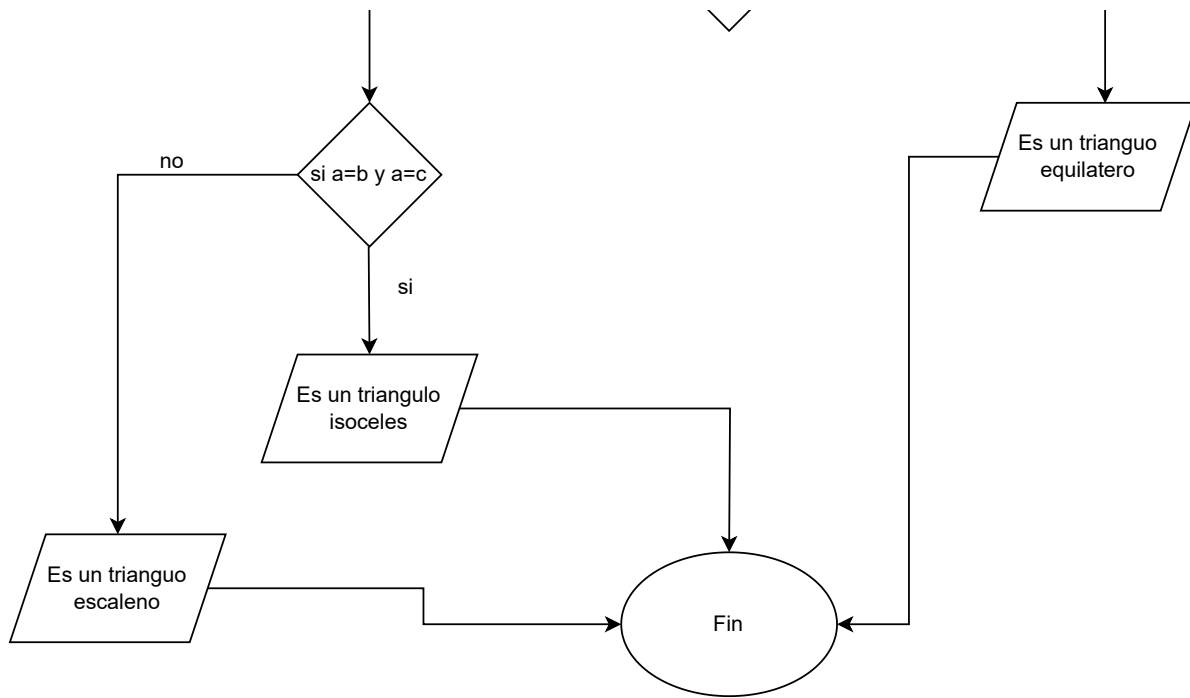 Es un trianguo
equilatero
no
si a=b y a=c
si
Es un triangulo
isoceles
Es un trianguo
escaleno
Fin